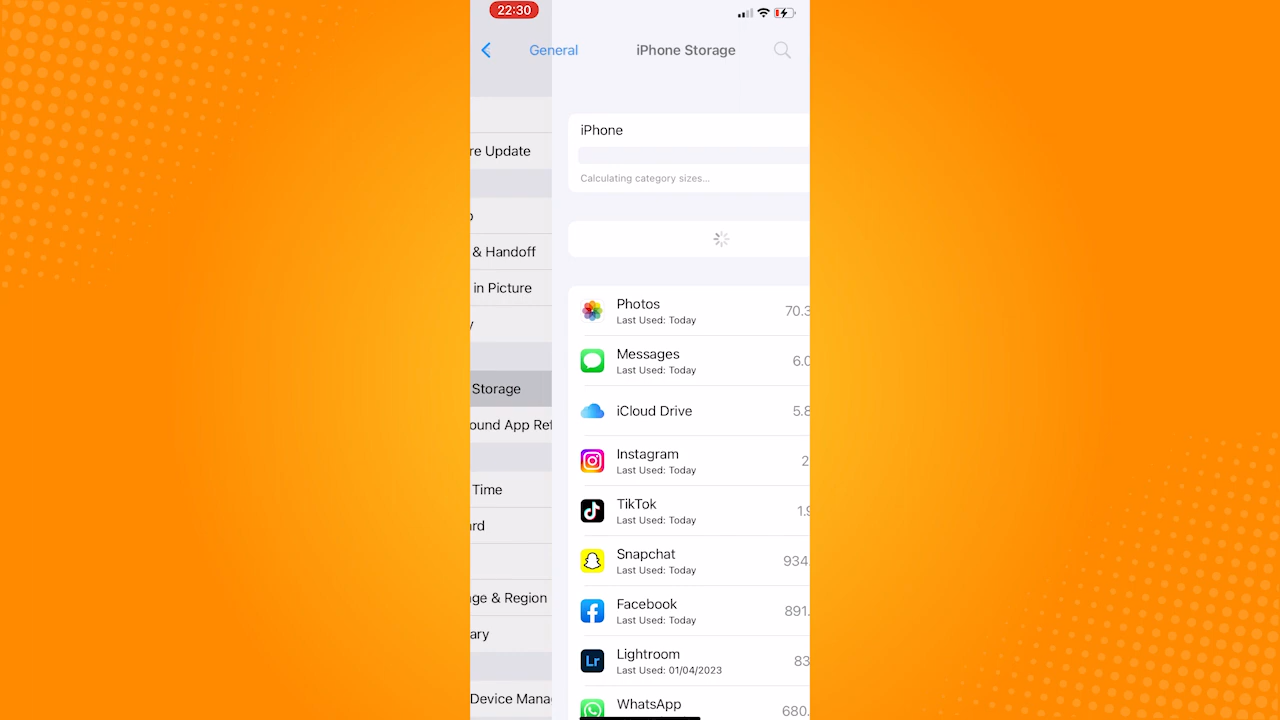 22:30
General
iPhone Storage
re Update
& Handoff
in Picture
Storage
ound App Ref
Time
rd
ge & Region
ary
Device Mana
iPhone
Calculating category sizes...
Photos
Last Used: Today
70.3
Messages
Last Used: Today
6.0
iCloud Drive
5.8
Instagram
Last Used: Today
2
TikTok
Last Used: Today
1.9
Snapchat
Last Used: Today
934
Facebook
Last Used: Today
891.
Lr
Lightroom
Last Used: 01/04/2023
83
WhatsApp
680.